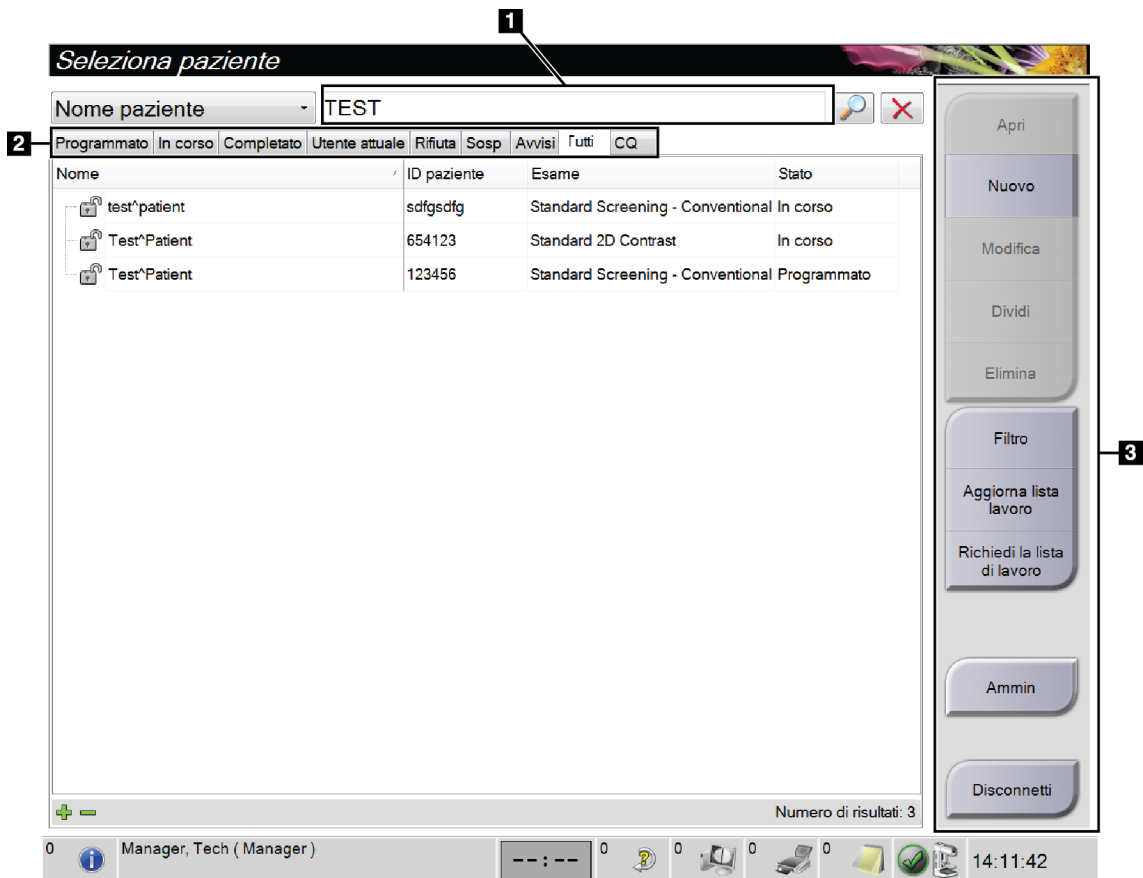 1
Seleziona paziente
Nome paziente TEST
2
Programmato In corso Completato Utente attuale Rifiuta Sosp Avvisi Tutti CQ
Nome ID paziente Esame Stato
test^patient sdfgsdfg Standard Screening - Conventional In corso
Test^Patient 654123 Standard 2D Contrast In corso
Test^Patient 123456 Standard Screening - Conventional Programmato
Numero di risultati: 3
Apri
Nuovo
Modifica
Dividi
Elimina
Filtro
3
Aggiorna lista
lavoro
Richiedi la lista
di lavoro
Ammin
Disconnetti
0 Manager, Tech ( Manager ) --:-- 0 0 0 0 14:11:42